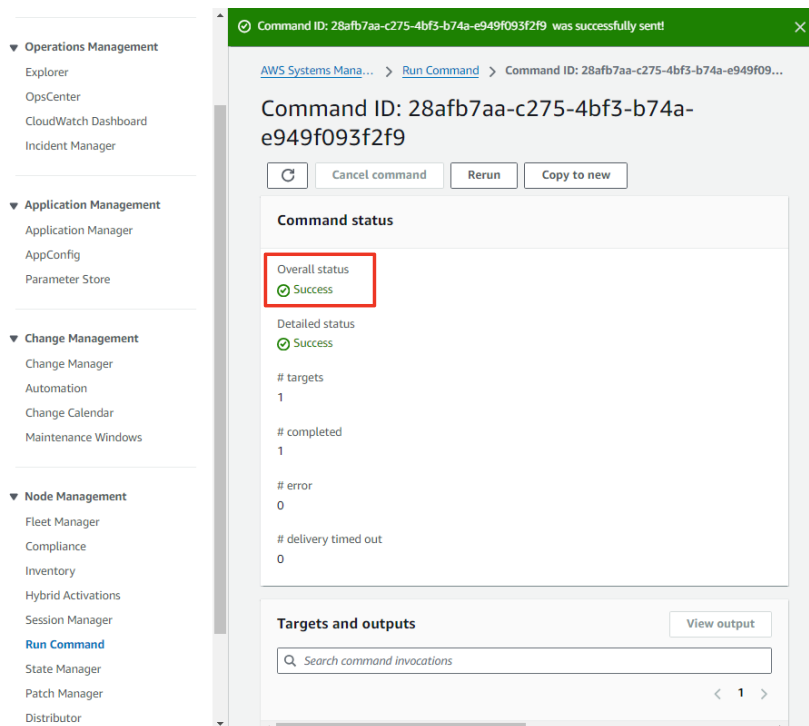 Command ID: 28afb7aa-c275-4bf3-b74a-e949f093f2f9 was successfully sent!
Operations Management
Explorer
OpsCenter
CloudWatch Dashboard
Incident Manager
Application Management
Application Manager
AppConfig
Parameter Store
Change Management
Change Manager
Automation
Change Calendar
Maintenance Windows
Node Management
Fleet Manager
Compliance
Inventory
Hybrid Activations
Session Manager
Run Command
State Manager
Patch Manager
Distributor
AWS Systems Mana... > Run Command > Command ID: 28afb7aa-c275-4bf3-b74a-e949f09...
Command ID: 28afb7aa-c275-4bf3-b74a-
e949f093f2f9
Cancel command Rerun Copy to new
Command status
Overall status
Success
Detailed status
Success
# targets
1
# completed
1
# error
0
# delivery timed out
0
Targets and outputs View output
Search command invocations
< 1 >